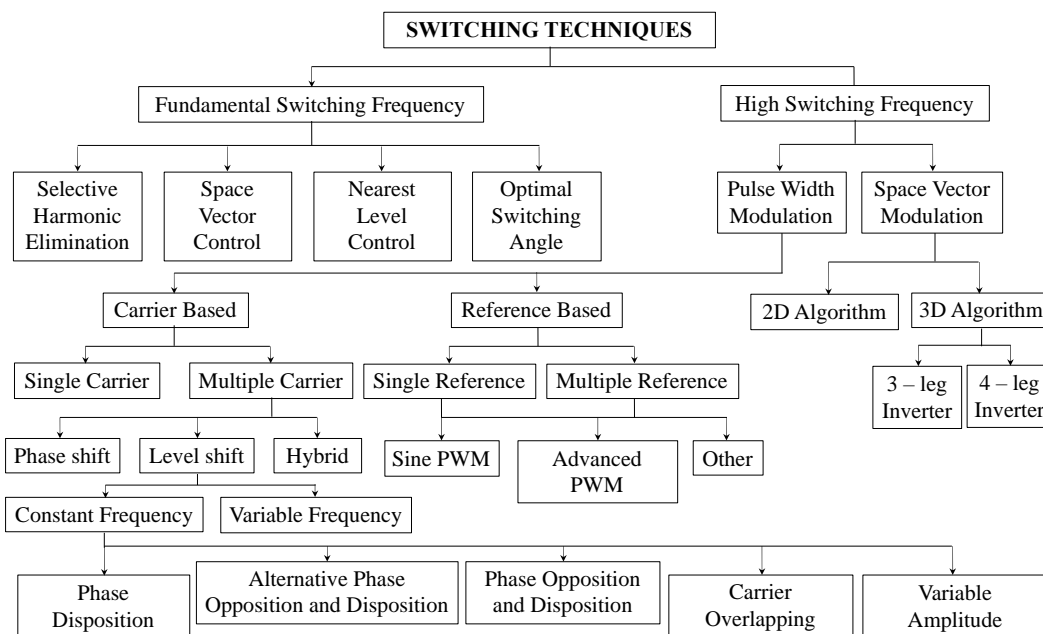 SWITCHING TECHNIQUES
Fundamental Switching Frequency
High Switching Frequency
Selective
Harmonic
Elimination
Space
Vector
Control
Nearest
Level
Control
Optimal
Switching
Angle
Pulse Width
Modulation
Space Vector
Modulation
Carrier Based
Reference Based
2D Algorithm
3D Algorithm
Single Carrier
Multiple Carrier
Single Reference
Multiple Reference
3 – leg
Inverter
4 – leg
Inverter
Phase shift
Level shift
Hybrid
Sine PWM
Advanced
PWM
Other
Constant Frequency
Variable Frequency
Phase
Disposition
Alternative Phase
Opposition and Disposition
Phase Opposition
and Disposition
Carrier
Overlapping
Variable
Amplitude